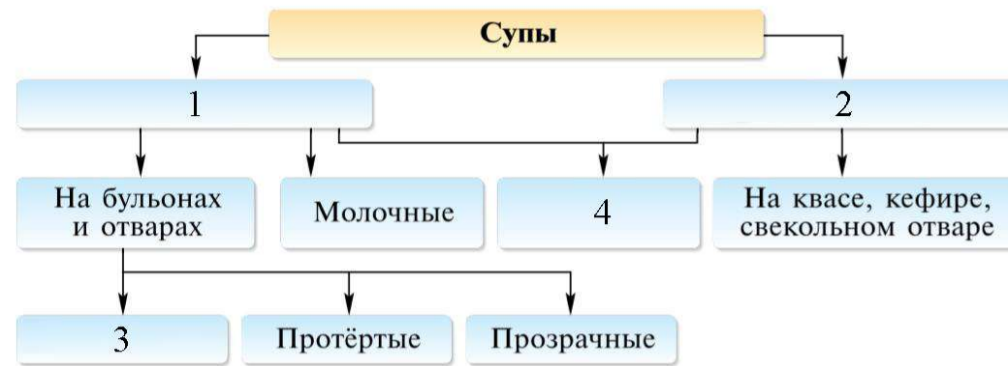 Супы
1
2
На бульонах
и отварах
Молочные
4
На квасе, кефире,
свекольном отваре
3
Протёртые
Прозрачные